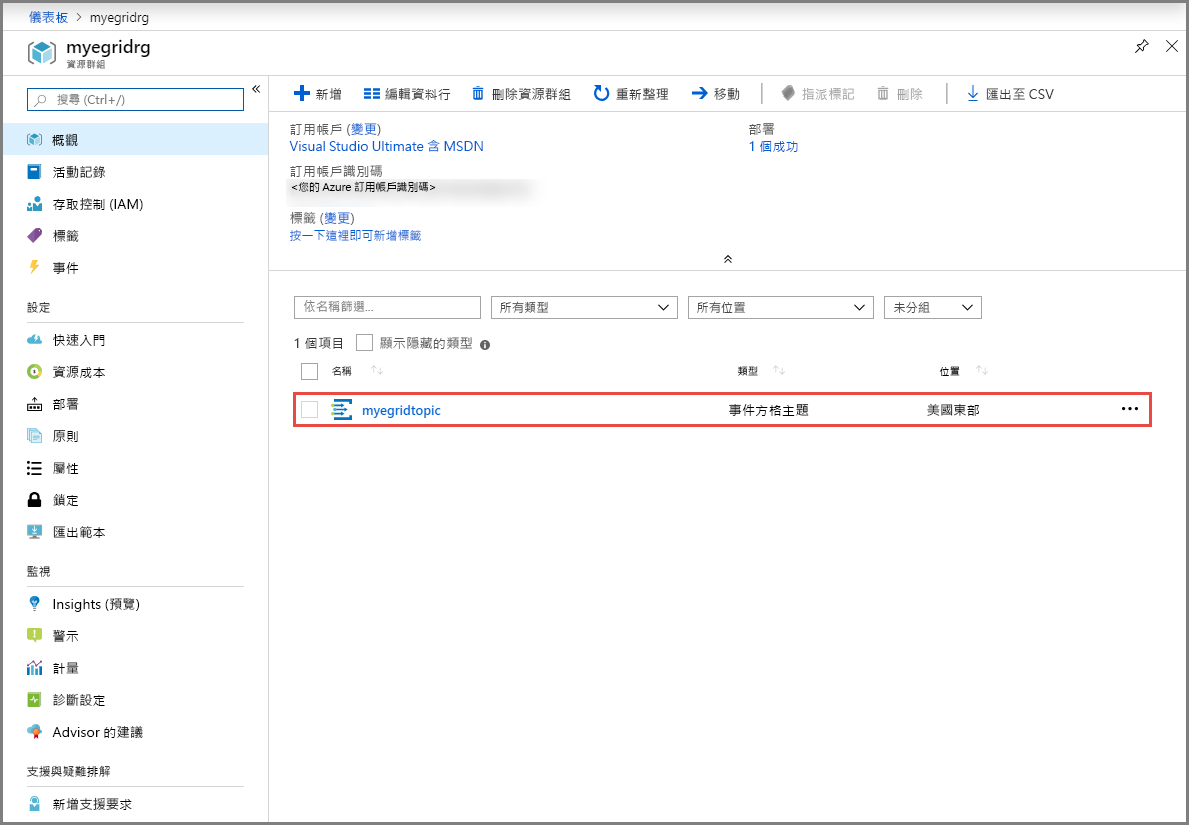 儀表板 > myegridrg
myegridrg
資源群組
搜尋 (Ctrl+/)
«
概觀
活動記錄
存取控制 (IAM)
標籤
事件
設定
快速入門
資源成本
部署
原則
屬性
鎖定
匯出範本
監視
Insights (預覽)
警示
計量
診斷設定
Advisor 的建議
支援與疑難排解
新增支援要求
新增 編輯資料行 刪除資源群組 重新整理 移動 指派標記 刪除 匯出至 CSV
訂用帳戶 (變更)
Visual Studio Ultimate 含 MSDN
訂用帳戶識別碼
<您的 Azure 訂用帳戶識別碼>
標籤 (變更)
按一下這裡即可新增標籤
部署
1 個成功
依名稱篩選... 所有類型 所有位置 未分組
1 個項目 顯示隱藏的類型
名稱 類型 位置
myegridtopic 事件方格主題 美國東部 •••